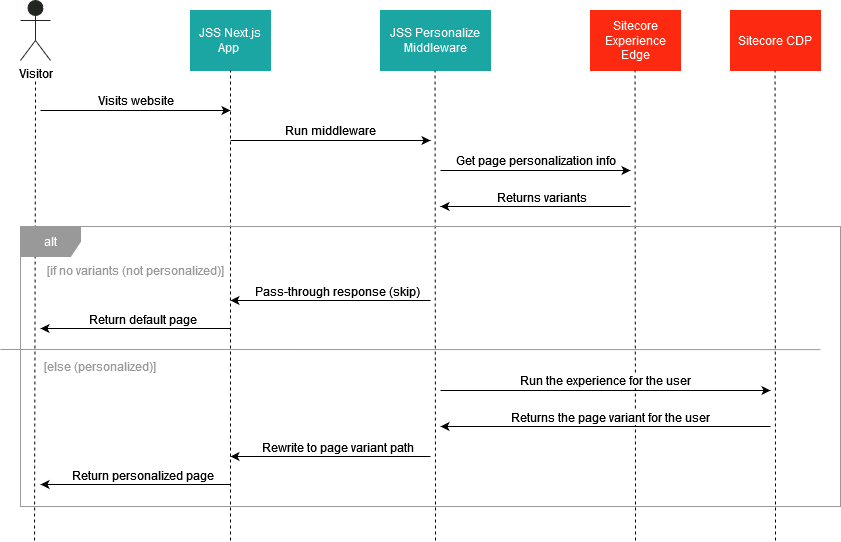 JSS Next.js
App
JSS Personalize
Middleware
Sitecore
Experience
Edge
Sitecore CDP
Visitor
Visits website
Run middleware
Get page personalization info
Returns variants
alt
[if no variants (not personalized)]
Pass-through response (skip)
Return default page
[else (personalized)]
Run the experience for the user
Returns the page variant for the user
Rewrite to page variant path
Return personalized page